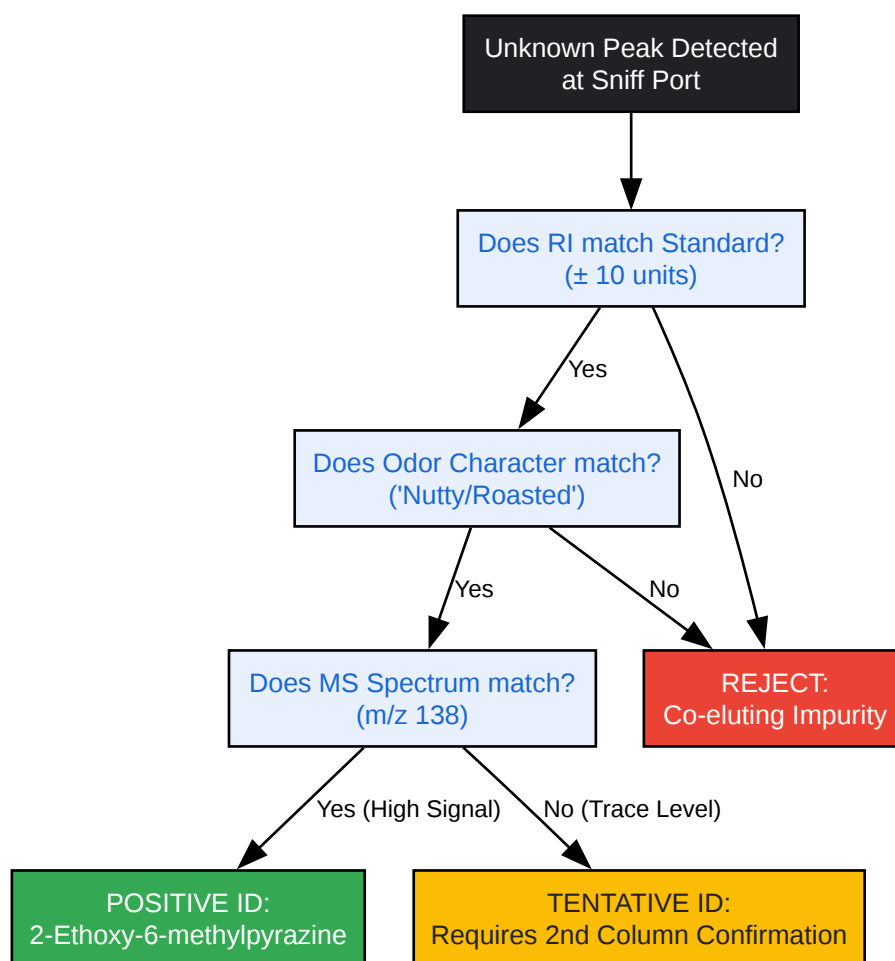 Unknown Peak Detected
at Sniff Port
Does RI match Standard?
(± 10 units)
Yes
Does Odor Character match?
('Nutty/Roasted')
No
Yes
No
Does MS Spectrum match?
(m/z 138)
REJECT:
Co-eluting Impurity
Yes (High Signal)
No (Trace Level)
POSITIVE ID:
2-Ethoxy-6-methylpyrazine
TENTATIVE ID:
Requires 2nd Column Confirmation